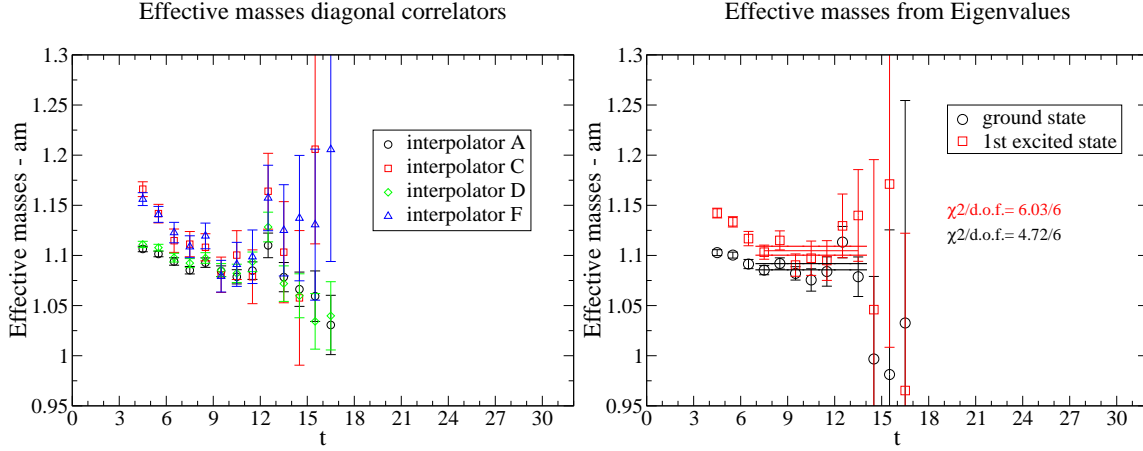 Effective masses diagonal correlators
1.3
1.25
1.2
1.15
1.1
1.05
1
0.95
Effective masses - am
0 3 6 9 12 15 18 21 24 27 30
t
interpolator A
interpolator C
interpolator D
interpolator F
Effective masses from Eigenvalues
1.3
1.25
1.2
1.15
1.1
1.05
1
0.95
Effective masses - am
0 3 6 9 12 15 18 21 24 27 30
t
ground state
1st excited state
χ2/d.o.f.= 6.03/6
χ2/d.o.f.= 4.72/6